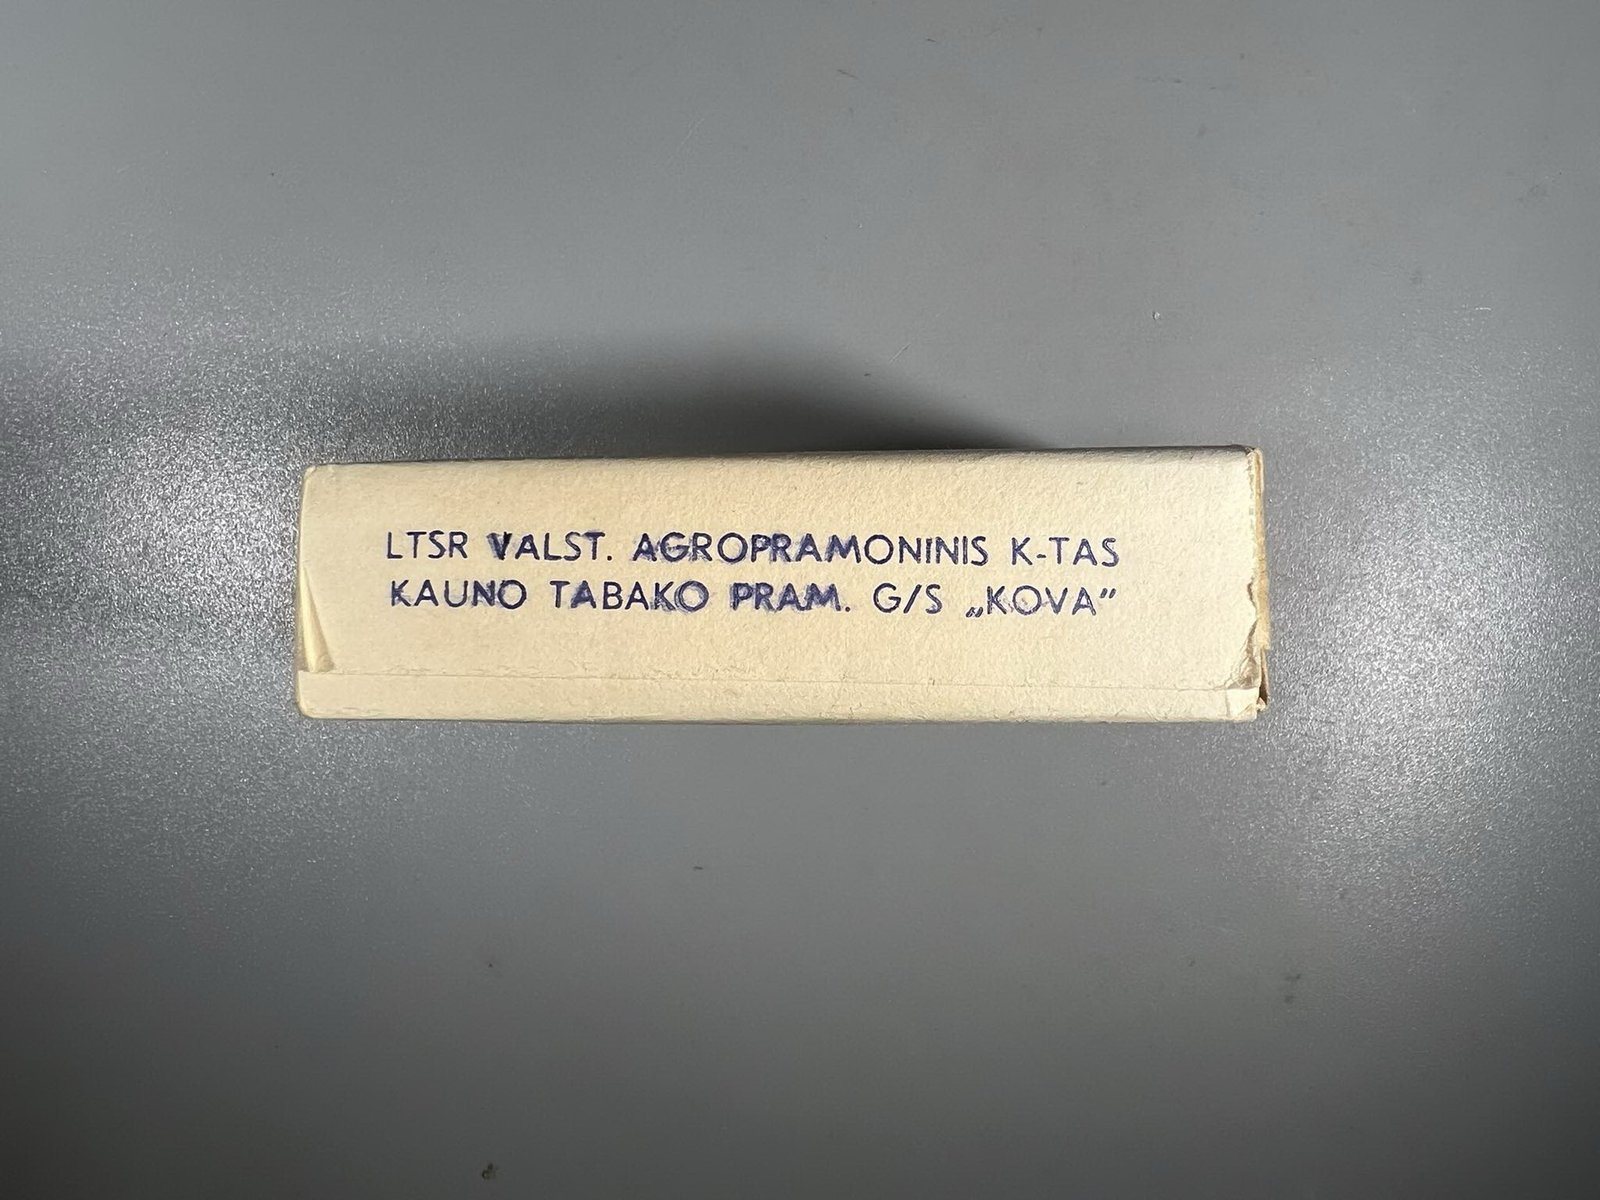 LTSR VALST. AGROPRAMONINIS K-TAS
KAUNO TABAKO PRAM. G/S „KOVA”